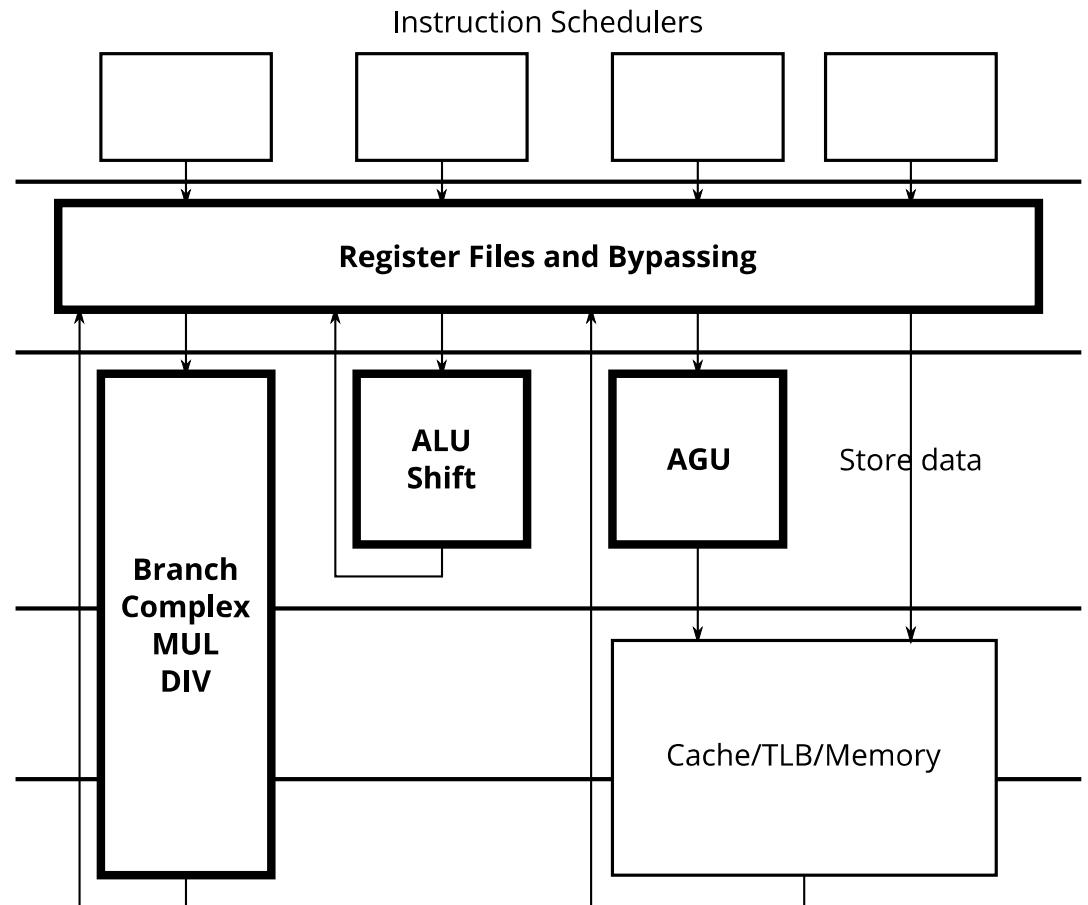 Instruction Schedulers
Register Files and Bypassing
ALU
Shift
AGU
Store data
Branch
Complex
MUL
DIV
Cache/TLB/Memory